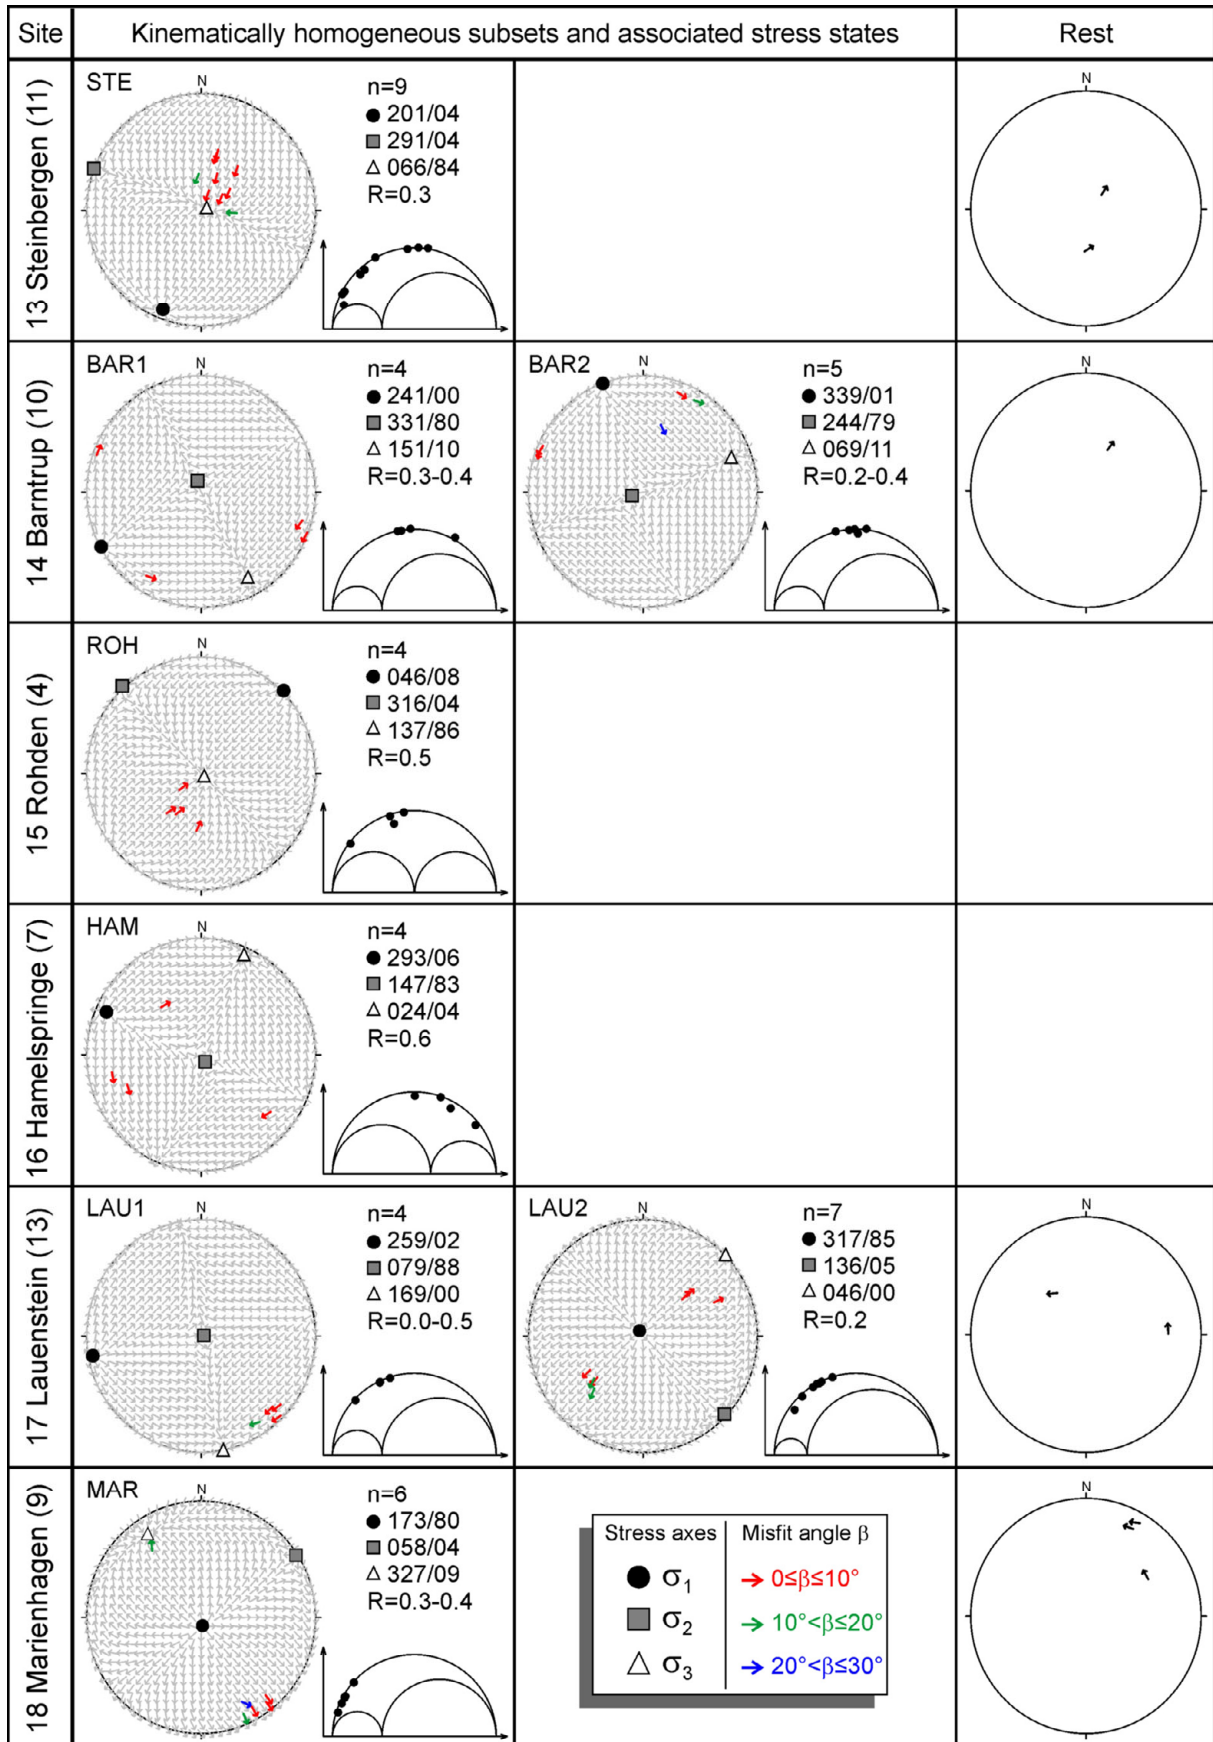 Site
Kinematically homogeneous subsets and associated stress states
Rest
13 Steinbergen (11)
STE
N
n=9
201/04
291/04
066/84
R=0.3
14 Barntrup (10)
BAR1
N
n=4
241/00
331/80
151/10
R=0.3-0.4
BAR2
N
n=5
339/01
244/79
069/11
R=0.2-0.4
N
15 Rohden (4)
ROH
N
n=4
046/08
316/04
137/86
R=0.5
16 Hamelspringe (7)
HAM
N
n=4
293/06
147/83
024/04
R=0.6
17 Lauenstein (13)
LAU1
N
n=4
259/02
079/88
169/00
R=0.0-0.5
LAU2
N
n=7
317/85
136/05
046/00
R=0.2
N
18 Marienhagen (9)
MAR
N
n=6
173/80
058/04
327/09
R=0.3-0.4
Stress axes
σ1
σ2
σ3
Misfit angle β
0≤β≤10°
10°<β≤20°
20°<β≤30°
N